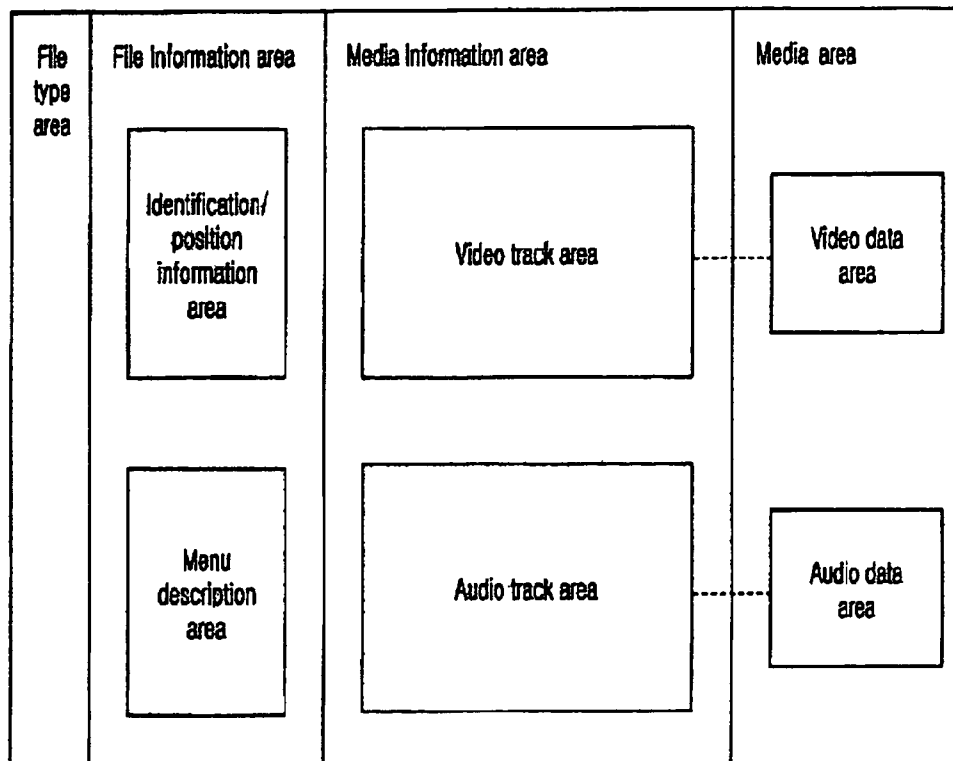 File
type
area
File Information area
Identification/
position
information
area
Menu
description
area
Media Information area
Video track area
Audio track area
Media area
Video data
area
Audio data
area